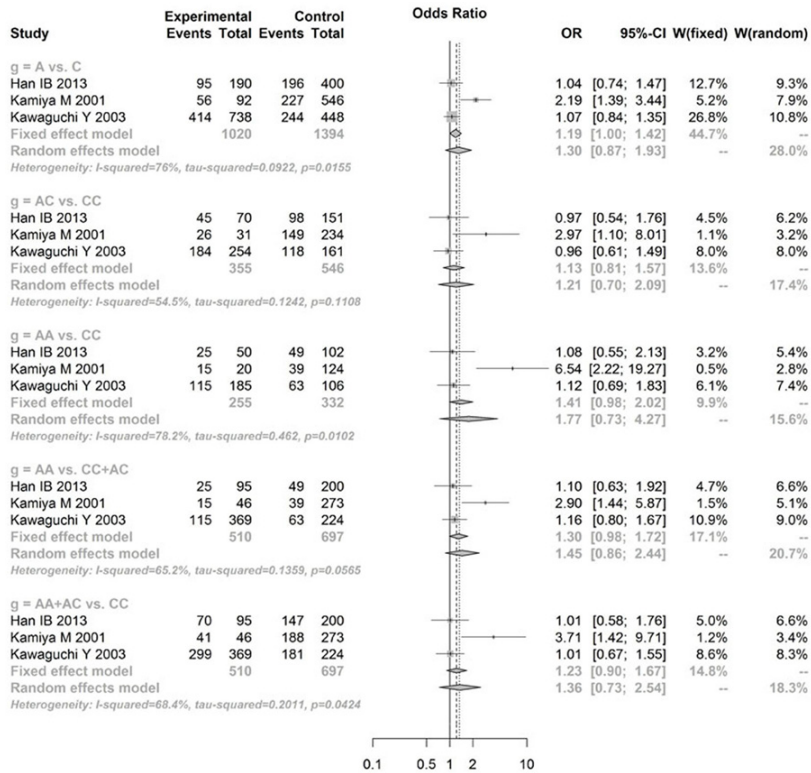 Experimental Control Odds Ratio
Study Events Total Events Total OR 95%-CI W(fixed) W(random)
g = A vs. C
Han IB 2013 95 190 196 400 1.04 [0.74; 1.47] 12.7% 9.3%
Kamiya M 2001 56 92 227 546 2.19 [1.39; 3.44] 5.2% 7.9%
Kawaguchi Y 2003 414 738 244 448 1.07 [0.84; 1.35] 26.8% 10.8%
Fixed effect model 1020 1394 1.19 [1.00; 1.42] 44.7% --
Random effects model 1.30 [0.87; 1.93] -- 28.0%
Heterogeneity: I-squared=76%, tau-squared=0.0922, p=0.0155
g = AC vs. CC
Han IB 2013 45 70 98 151 0.97 [0.54; 1.76] 4.5% 6.2%
Kamiya M 2001 26 31 149 234 2.97 [1.10; 8.01] 1.1% 3.2%
Kawaguchi Y 2003 184 254 118 161 0.96 [0.61; 1.49] 8.0% 8.0%
Fixed effect model 355 546 1.13 [0.81; 1.57] 13.6% --
Random effects model 1.21 [0.70; 2.09] -- 17.4%
Heterogeneity: I-squared=54.5%, tau-squared=0.1242, p=0.1108
g = AA vs. CC
Han IB 2013 25 50 49 102 1.08 [0.55; 2.13] 3.2% 5.4%
Kamiya M 2001 15 20 39 124 6.54 [2.22; 19.27] 0.5% 2.8%
Kawaguchi Y 2003 115 185 63 106 1.12 [0.69; 1.83] 6.1% 7.4%
Fixed effect model 255 332 1.41 [0.98; 2.02] 9.9% --
Random effects model 1.77 [0.73; 4.27] -- 15.6%
Heterogeneity: I-squared=78.2%, tau-squared=0.462, p=0.0102
g = AA vs. CC+AC
Han IB 2013 25 95 49 200 1.10 [0.63; 1.92] 4.7% 6.6%
Kamiya M 2001 15 46 39 273 2.90 [1.44; 5.87] 1.5% 5.1%
Kawaguchi Y 2003 115 369 63 224 1.16 [0.80; 1.67] 10.9% 9.0%
Fixed effect model 510 697 1.30 [0.98; 1.72] 17.1% --
Random effects model 1.45 [0.86; 2.44] -- 20.7%
Heterogeneity: I-squared=65.2%, tau-squared=0.1359, p=0.0565
g = AA+AC vs. CC
Han IB 2013 70 95 147 200 1.01 [0.58; 1.76] 5.0% 6.6%
Kamiya M 2001 41 46 188 273 3.71 [1.42; 9.71] 1.2% 3.4%
Kawaguchi Y 2003 299 369 181 224 1.01 [0.67; 1.55] 8.6% 8.3%
Fixed effect model 510 697 1.23 [0.90; 1.67] 14.8% --
Random effects model 1.36 [0.73; 2.54] -- 18.3%
Heterogeneity: I-squared=68.4%, tau-squared=0.2011, p=0.0424
0.1 0.5 1 2 10